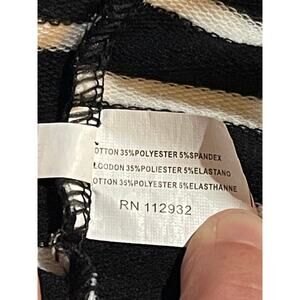 OTTON 35%POLYESTER 5%SPANDEX
LGODON 35%POLIESTER 5%ELASTANO
OTTON 35%POLYESTER 5%ELASTHANNE
RN 112932